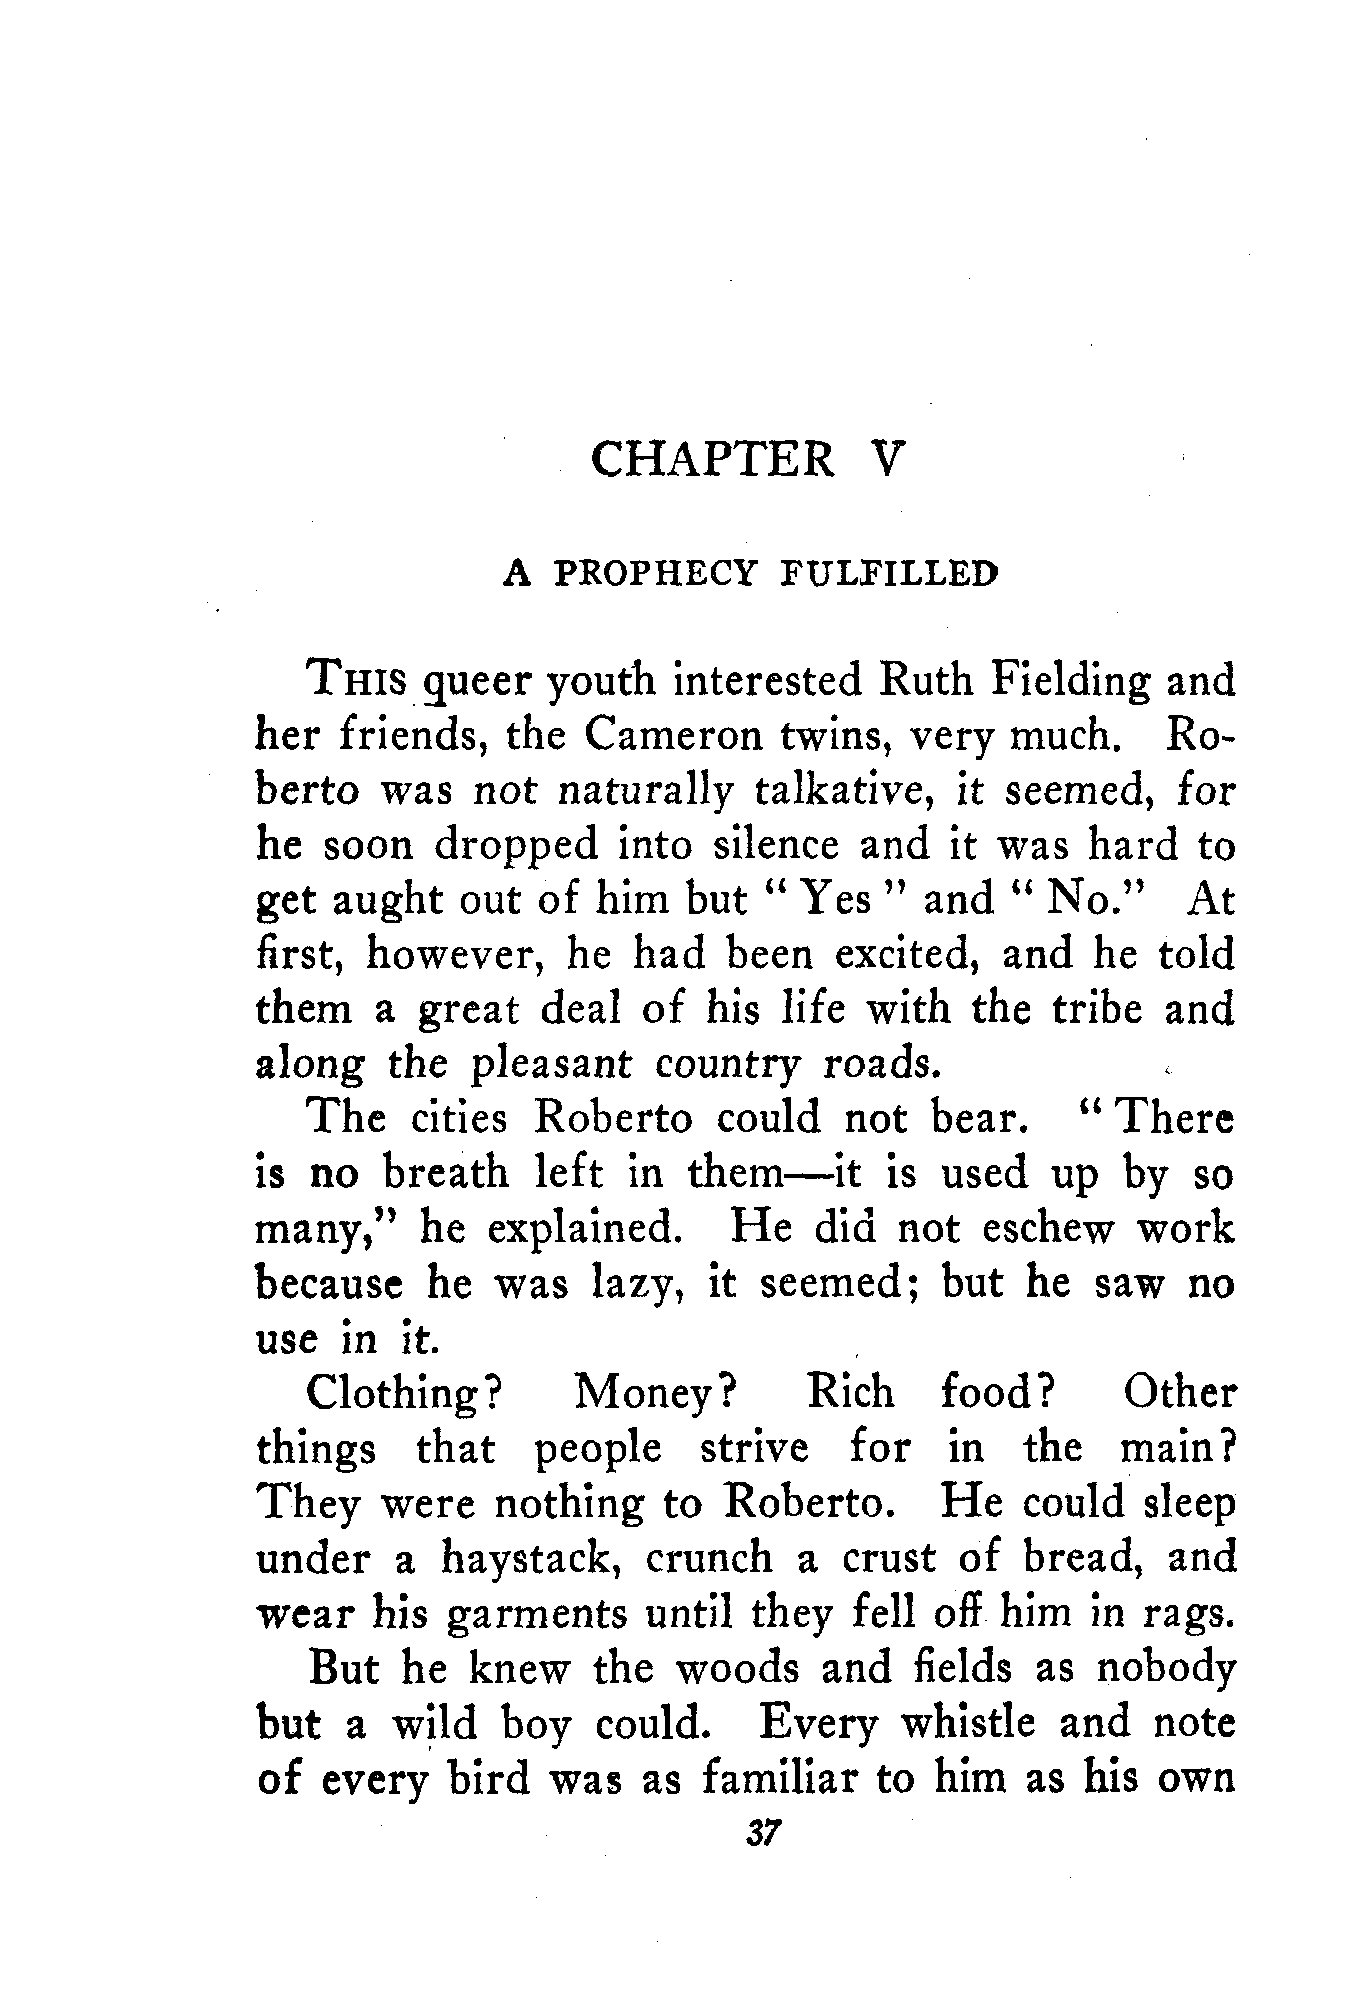 CHAPTER V
A PROPHECY FULFILLED
THIS queer youth interested Ruth Fielding and
her friends, the Cameron twins, very much. Ro-
berto was not naturally talkative, it seemed, for
he soon dropped into silence and it was hard to
get aught out of him but " Yes " and " No." At
first, however, he had been excited, and he told
them a great deal of his life with the tribe and
along the pleasant country roads.
The cities Roberto could not bear. " There
is no breath left in them—it is used up by so
many," he explained. He did not eschew work
because he was lazy, it seemed; but he saw no
use in it.
Clothing? Money? Rich food? Other
things that people strive for in the main?
They were nothing to Roberto. He could sleep
under a haystack, crunch a crust of bread, and
wear his garments until they fell off him in rags.
But he knew the woods and fields as nobody
but a wild boy could. Every whistle and note
of every bird was as familiar to him as his own
37